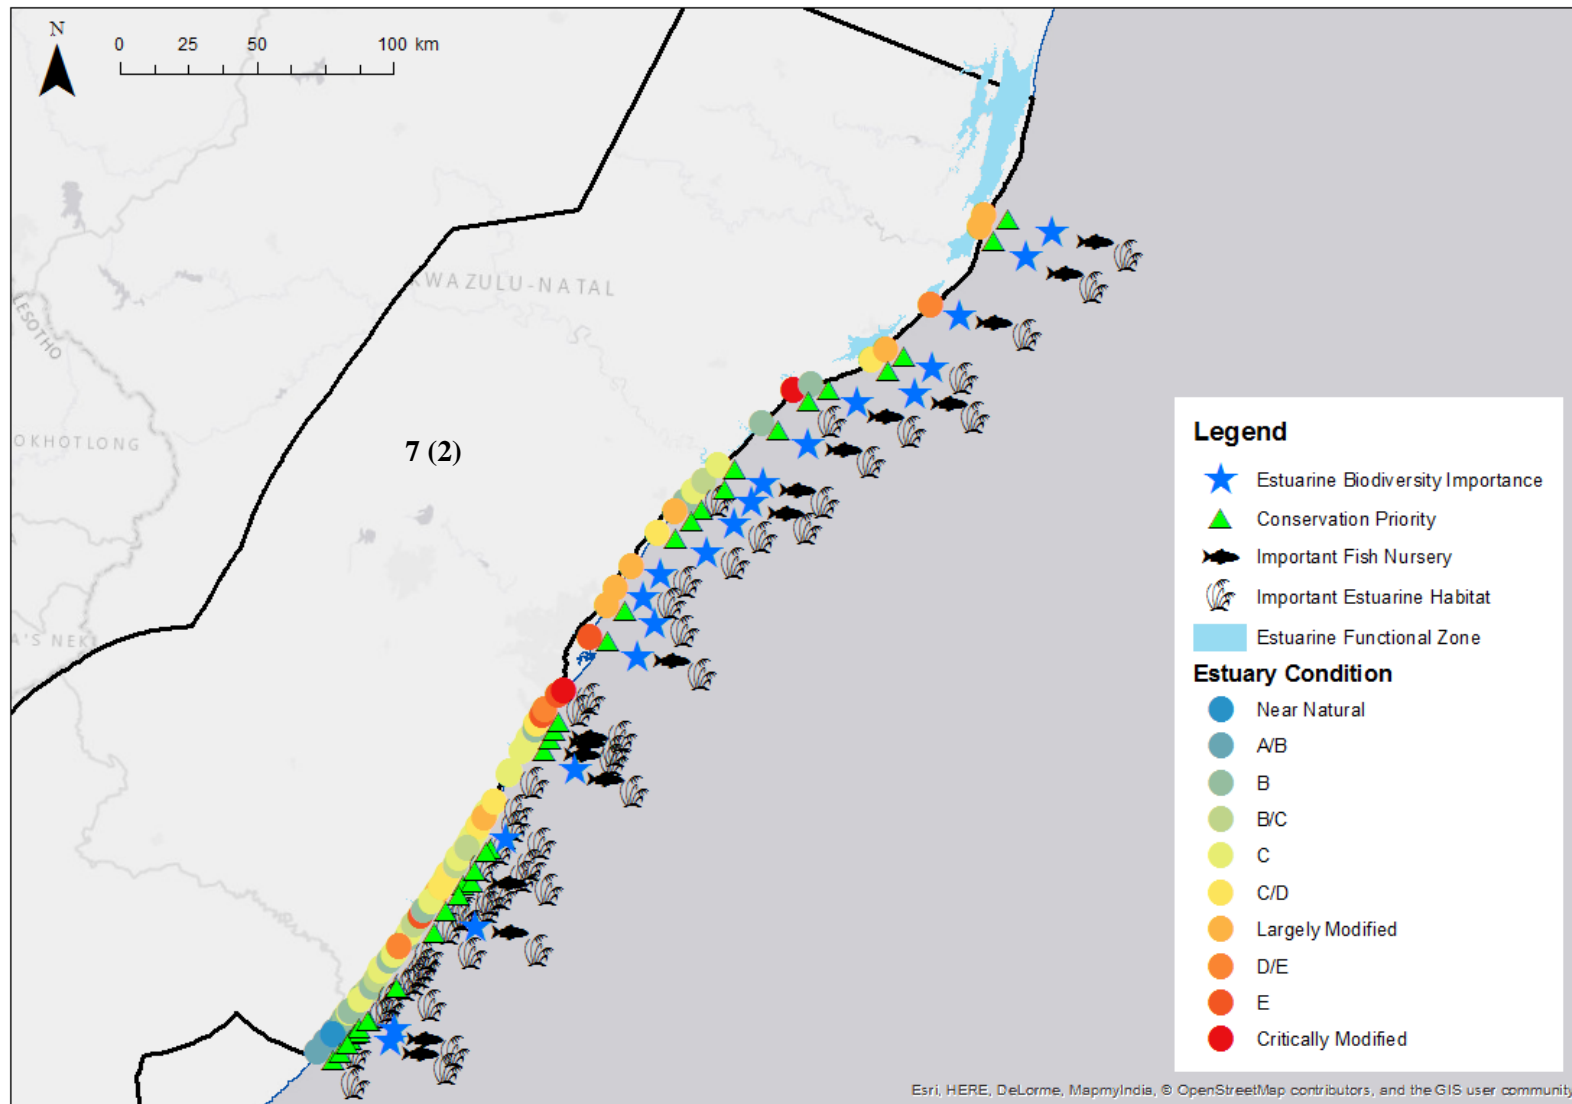 N
0 25 50 100 km
KWAZULU-NATAL
LESOTHO
OKHOTLONG
7 (2)
A'S NEK
Legend
Estuarine Biodiversity Importance
Conservation Priority
Important Fish Nursery
Important Estuarine Habitat
Estuarine Functional Zone
Estuary Condition
Near Natural
A/B
B
B/C
C
C/D
Largely Modified
D/E
E
Critically Modified
Esri, HERE, DeLorme, MapmyIndia, © OpenStreetMap contributors, and the GIS user community